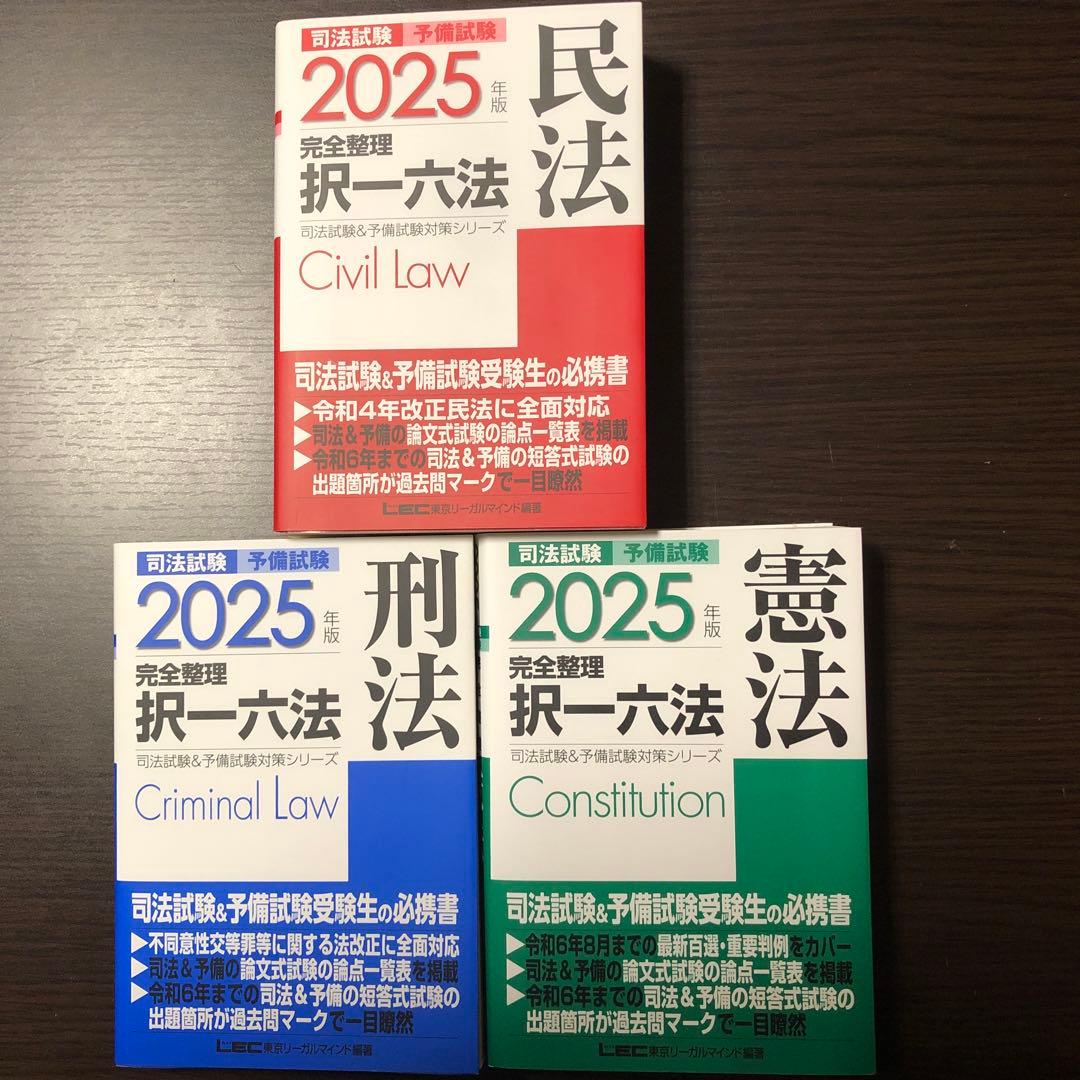 司法試験 予備試験
2025年版
民法
完全整理
択一六法
司法試験&予備試験対策シリーズ
Civil Law
司法試験&予備試験受験生の必携書
▶令和4年改正民法に全面対応
▶司法&予備の論文式試験の論点一覧表を掲載
▶令和6年までの司法&予備の短答式試験の
出題箇所が過去問マークで一目瞭然
LEC東京リーガルマインド編著
司法試験 予備試験
2025年版
刑法
完全整理
択一六法
司法試験&予備試験対策シリーズ
Criminal Law
司法試験&予備試験受験生の必携書
▶不同意性交等罪等に関する法改正に全面対応
▶司法&予備の論文式試験の論点一覧表を掲載
▶令和6年までの司法&予備の短答式試験の
出題箇所が過去問マークで一目瞭然
LEC東京リーガルマインド編著
司法試験 予備試験
2025年版
憲法
完全整理
択一六法
司法試験&予備試験対策シリーズ
Constitution
司法試験&予備試験受験生の必携書
▶令和6年8月までの最新百選・重要判例をカバー
▶司法&予備の論文式試験の論点一覧表を掲載
▶令和6年までの司法&予備の短答式試験の
出題箇所が過去問マークで一目瞭然
LEC東京リーガルマインド編著